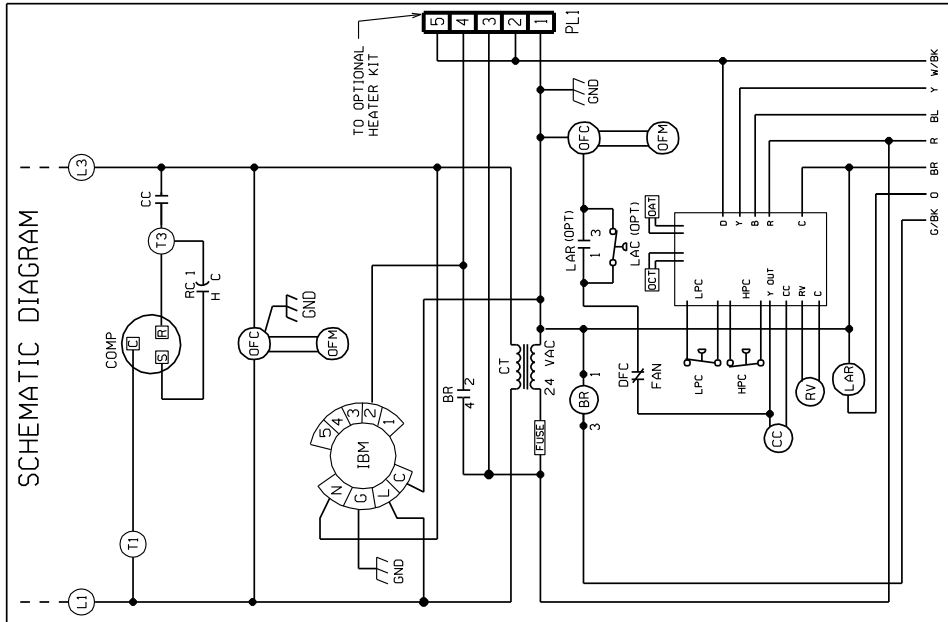 SCHEMATIC DIAGRAM
L1
L3
T1
COMP
C
S
R
T3
CC
RC 1
H C
OFC
GND
OFM
IBM
5
4
3
2
1
N
G
L
C
GND
BR
4 2
CT
24 VAC
FUSE
TO OPTIONAL
HEATER KIT
5
4
3
2
1
PL1
GND
OFC
OFM
LAR (OPT)
1 3
LAC (OPT)
BR
1
3
DFC
FAN
OCT
OAT
LPC
HPC
Y OUT
CC
RV
C
D
Y
B
R
C
LPC
HPC
CC
RV
LAR
W/BK
Y
BL
R
BR
O
G/BK